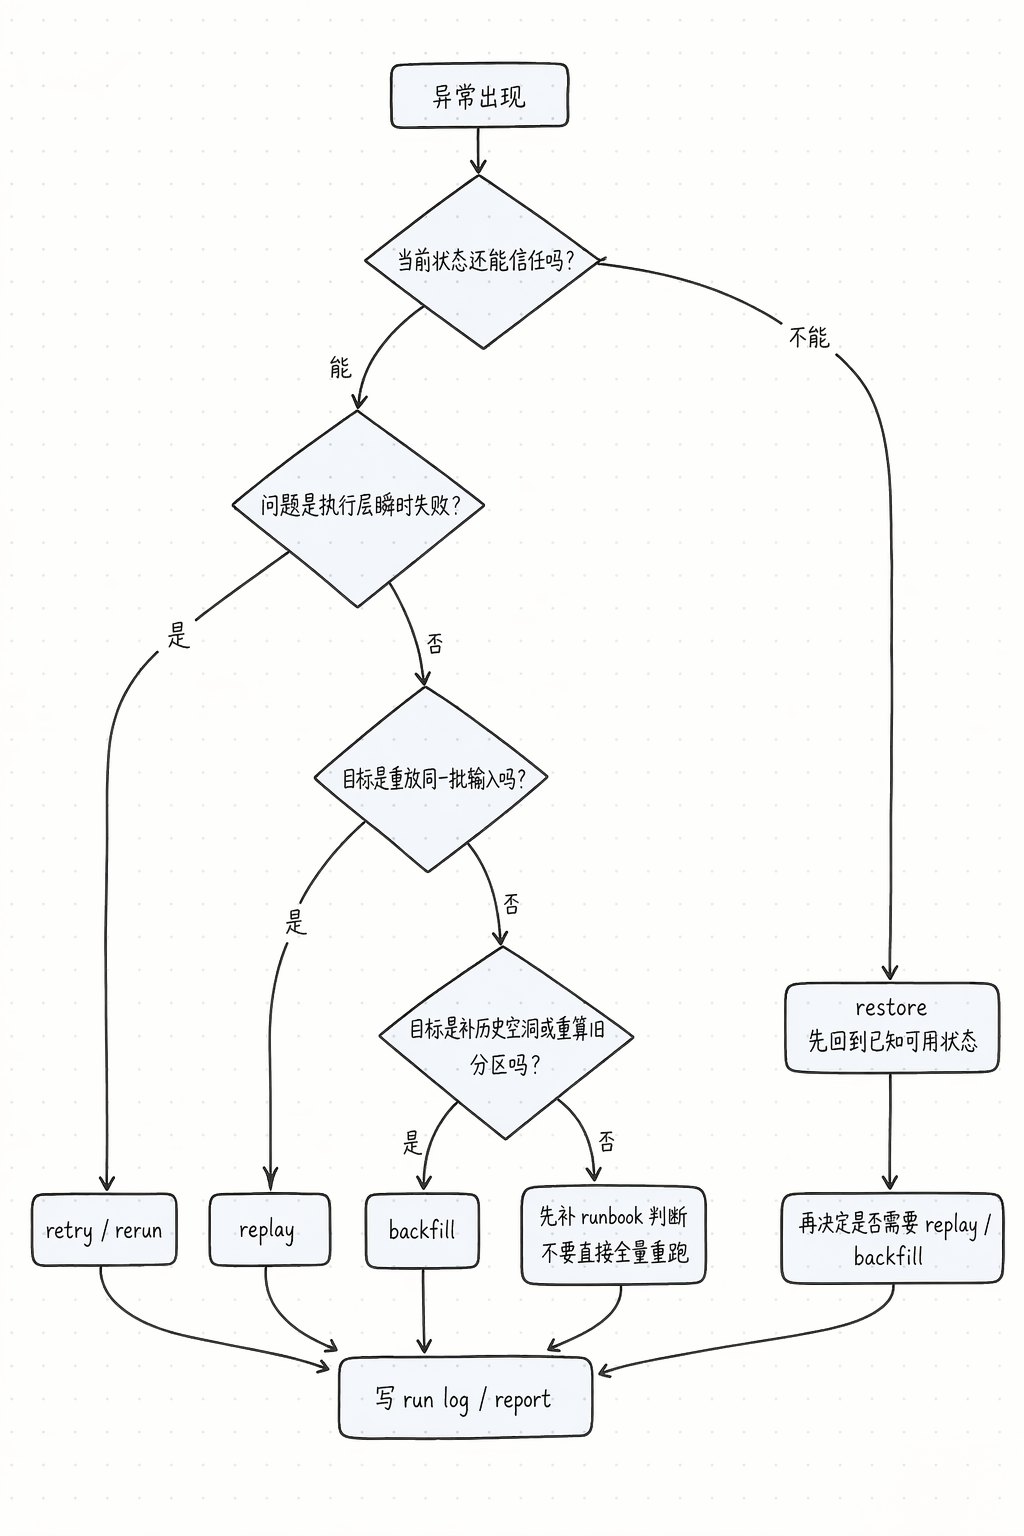 异常出现
当前状态还能信任吗？
不能
能
问题是执行层瞬时失败？
是
否
目标是重放同一批输入吗？
是
否
目标是补历史空洞或重算旧
分区吗？
restore
先回到已知可用状态
是
否
retry / rerun
replay
backfill
先补 runbook 判断
不要直接全量重跑
再决定是否需要 replay /
backfill
写 run log / report